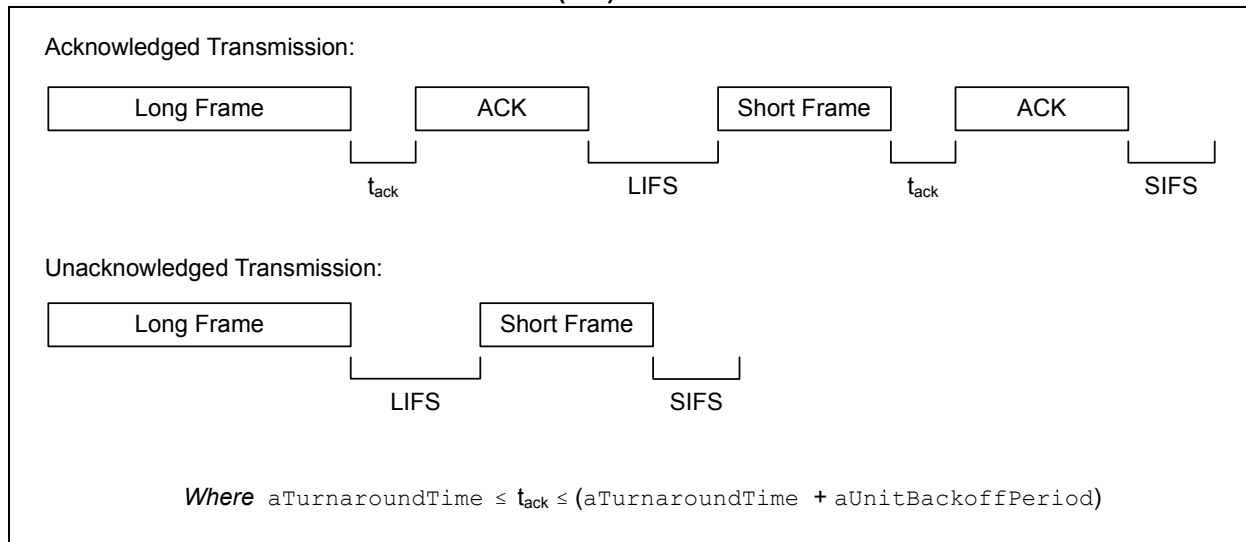 Acknowledged Transmission:
Long Frame ACK Short Frame ACK
tack LIFS tack SIFS
Unacknowledged Transmission:
Long Frame Short Frame
LIFS SIFS
Where aTurnaroundTime ≤ tack ≤ (aTurnaroundTime + aUnitBackoffPeriod)